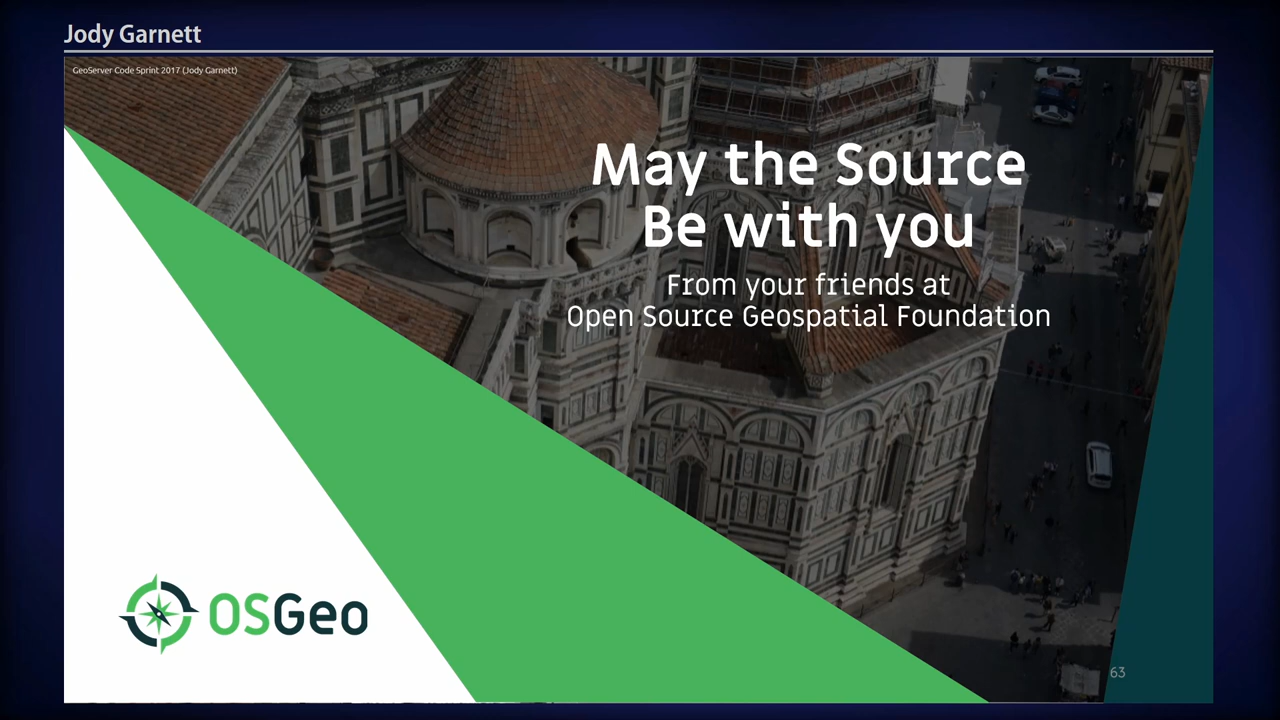 Jody Garnett
GeoServer Code Sprint 2017 (Jody Garnett)
May the Source
Be with you
From your friends at
Open Source Geospatial Foundation
OSGeo
63